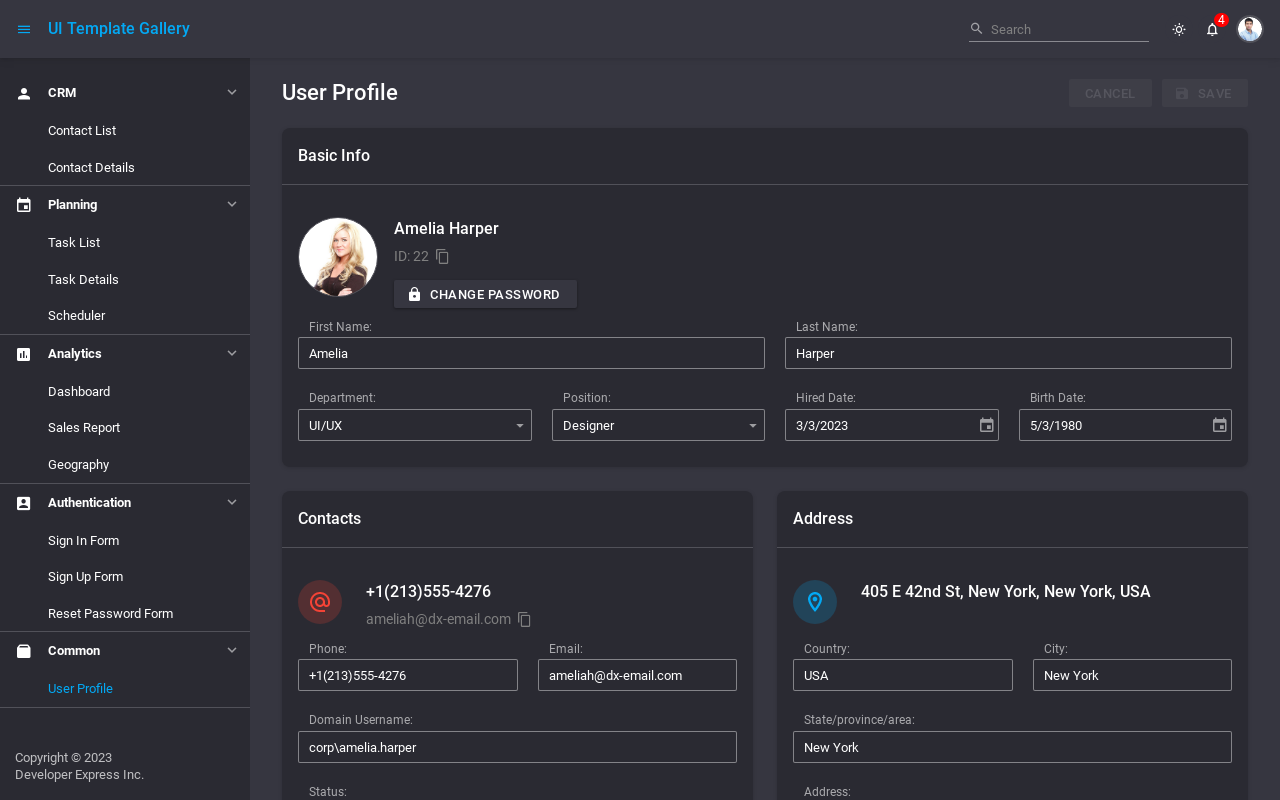 UI Template Gallery
Search
4
CRM
Contact List
Contact Details
Planning
Task List
Task Details
Scheduler
Analytics
Dashboard
Sales Report
Geography
Authentication
Sign In Form
Sign Up Form
Reset Password Form
Common
User Profile
Copyright © 2023
Developer Express Inc.
User Profile
CANCEL
SAVE
Basic Info
Amelia Harper
ID: 22
CHANGE PASSWORD
First Name:
Amelia
Last Name:
Harper
Department:
UI/UX
Position:
Designer
Hired Date:
3/3/2023
Birth Date:
5/3/1980
Contacts
+1(213)555-4276
ameliah@dx-email.com
Phone:
+1(213)555-4276
Email:
ameliah@dx-email.com
Domain Username:
corp\amelia.harper
Status:
Address
405 E 42nd St, New York, New York, USA
Country:
USA
City:
New York
State/province/area:
New York
Address: